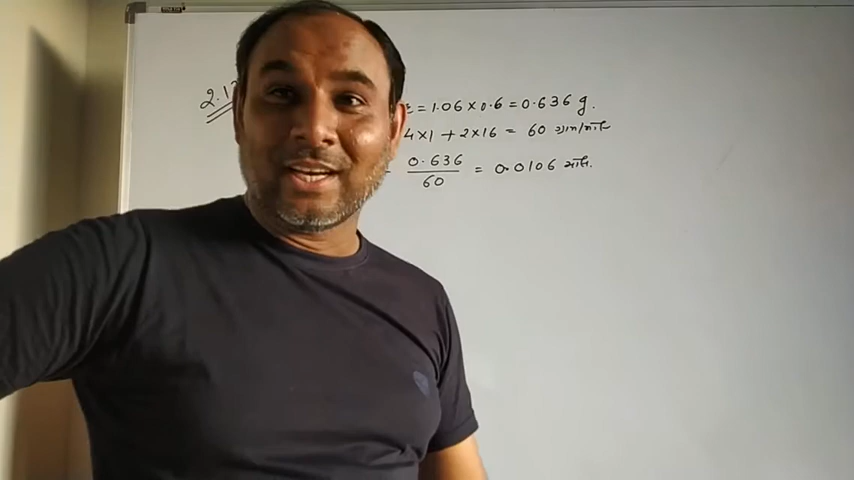 2.1
= 1.06 × 0.6 = 0.636 g.
4×1 + 2×16 = 60 ग्राम/मोल
0.636 / 60 = 0.0106 मोल.